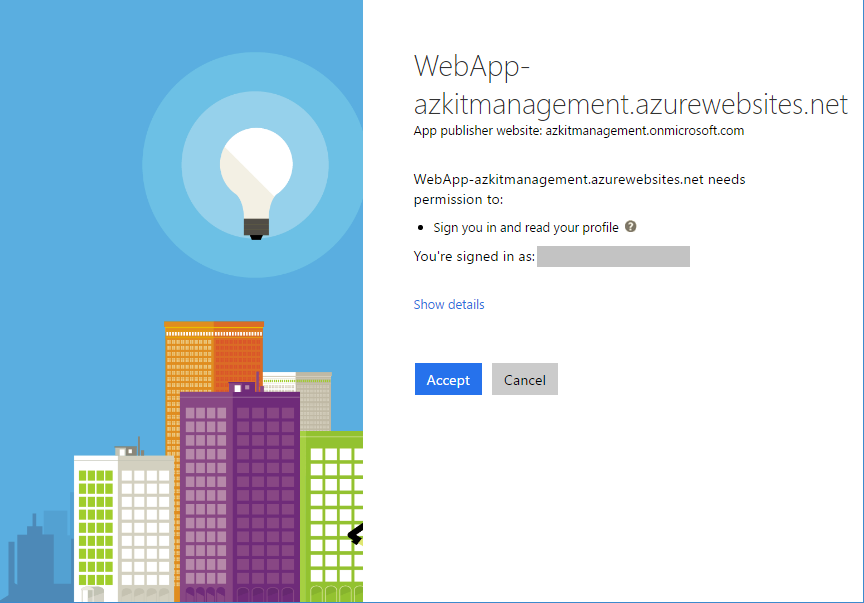 WebApp-
azkitmanagement.azurewebsites.net
App publisher website: azkitmanagement.onmicrosoft.com
WebApp-azkitmanagement.azurewebsites.net needs
permission to:
• Sign you in and read your profile ?
You're signed in as:
Show details
Accept Cancel